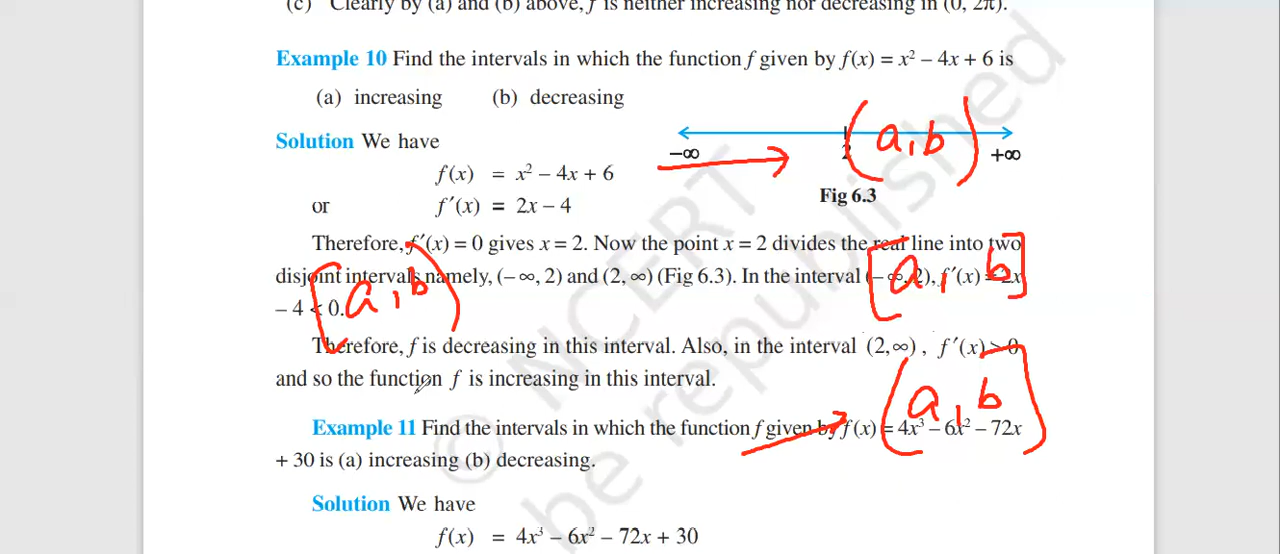 (c) Clearly by (a) and (b) above, f is neither increasing nor decreasing in (0, 2π).
Example 10 Find the intervals in which the function f given by f(x) = x² – 4x + 6 is
(a) increasing (b) decreasing
Solution We have
–∞ 2 +∞
(a, b)
f(x) = x² – 4x + 6
Fig 6.3
or f′(x) = 2x – 4
Therefore, f′(x) = 0 gives x = 2. Now the point x = 2 divides the real line into two
disjoint intervals namely, (– ∞, 2) and (2, ∞) (Fig 6.3). In the interval (– ∞, 2), f′(x) = 2x
– 4 < 0.
[a, b)
[a, b]
Therefore, f is decreasing in this interval. Also, in the interval (2, ∞), f′(x) > 0
and so the function f is increasing in this interval.
(a, b]
Example 11 Find the intervals in which the function f given by f(x) = 4x³ – 6x² – 72x
+ 30 is (a) increasing (b) decreasing.
Solution We have
f(x) = 4x³ – 6x² – 72x + 30
© NCERT
be republished